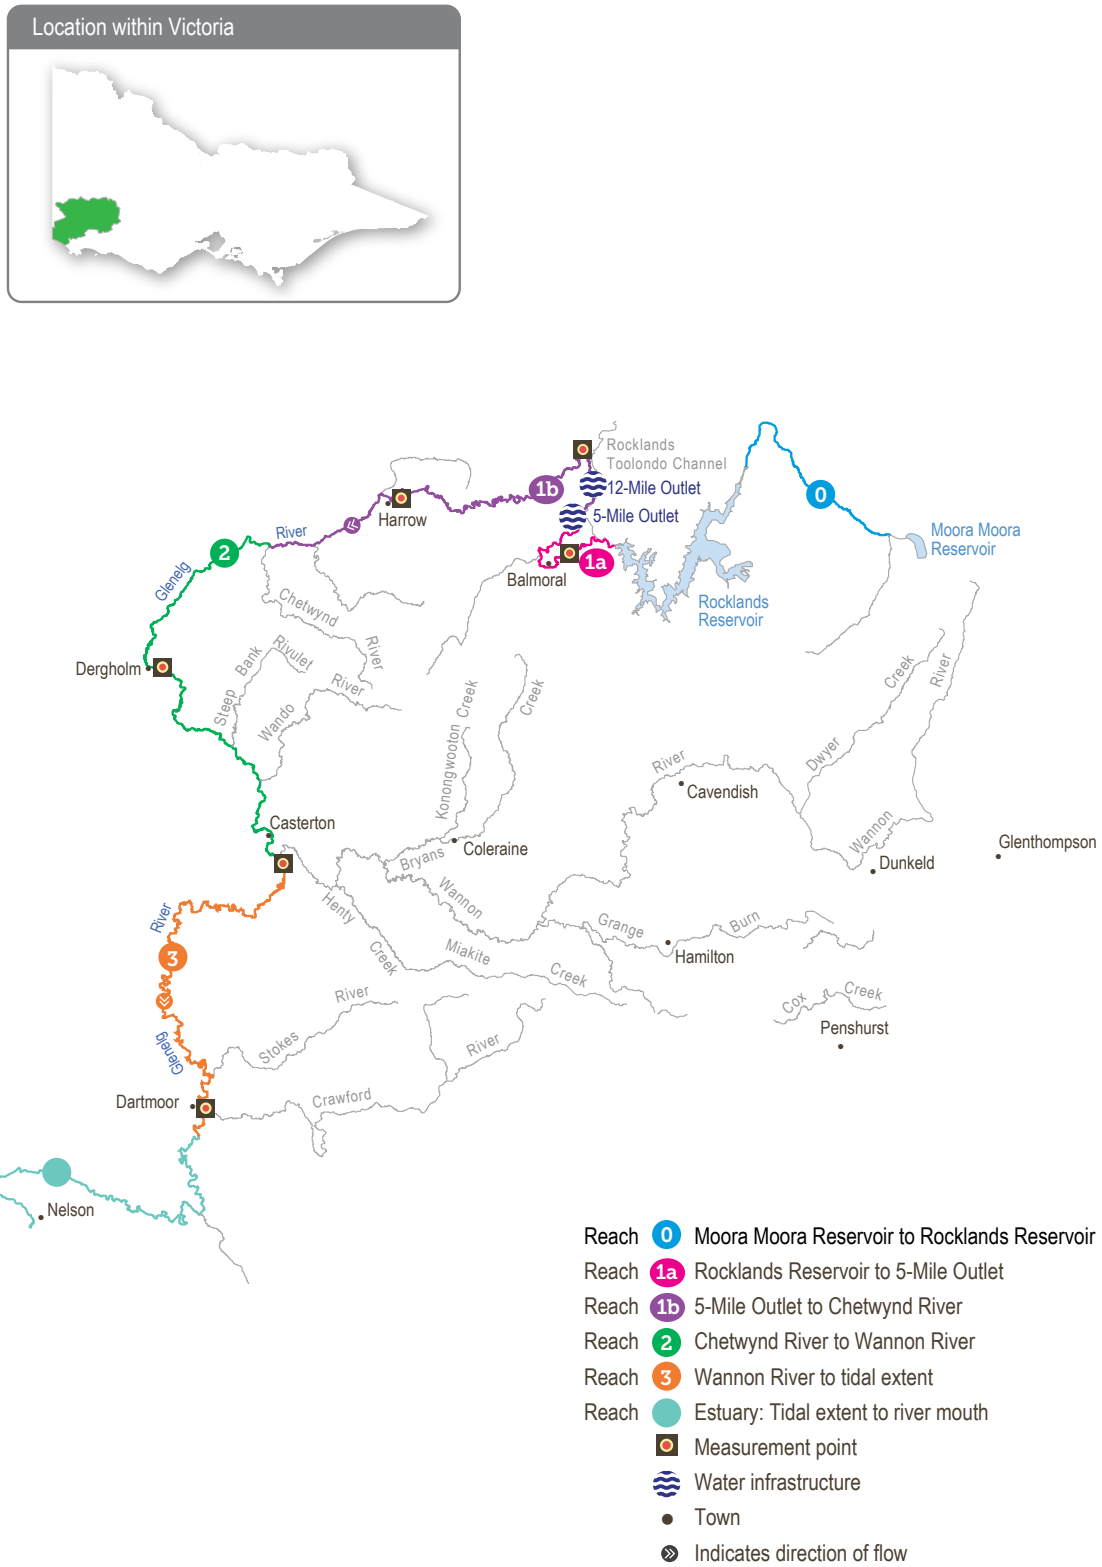 Location within Victoria
Rocklands
Toolondo Channel
12-Mile Outlet
5-Mile Outlet
1b
0
Moora Moora
Reservoir
Harrow
River
2
Glenelg
1a
Balmoral
Rocklands
Reservoir
Chetwynd
River
Dergholm
Steep
Bank
Rivulet
Wando
River
Konongwooton
Creek
Creek
Creek
River
Dwyer
River
Cavendish
Wannon
Casterton
Coleraine
Bryans
Dunkeld
Glenthompson
Wannon
Henty
Creek
River
3
Grange
Burn
Hamilton
Miakite
Creek
Cox
Creek
Penshurst
River
Stokes
Glenelg
River
Dartmoor
Crawford
Nelson
Reach 0 Moora Moora Reservoir to Rocklands Reservoir
Reach 1a Rocklands Reservoir to 5-Mile Outlet
Reach 1b 5-Mile Outlet to Chetwynd River
Reach 2 Chetwynd River to Wannon River
Reach 3 Wannon River to tidal extent
Reach Estuary: Tidal extent to river mouth
Measurement point
Water infrastructure
Town
Indicates direction of flow